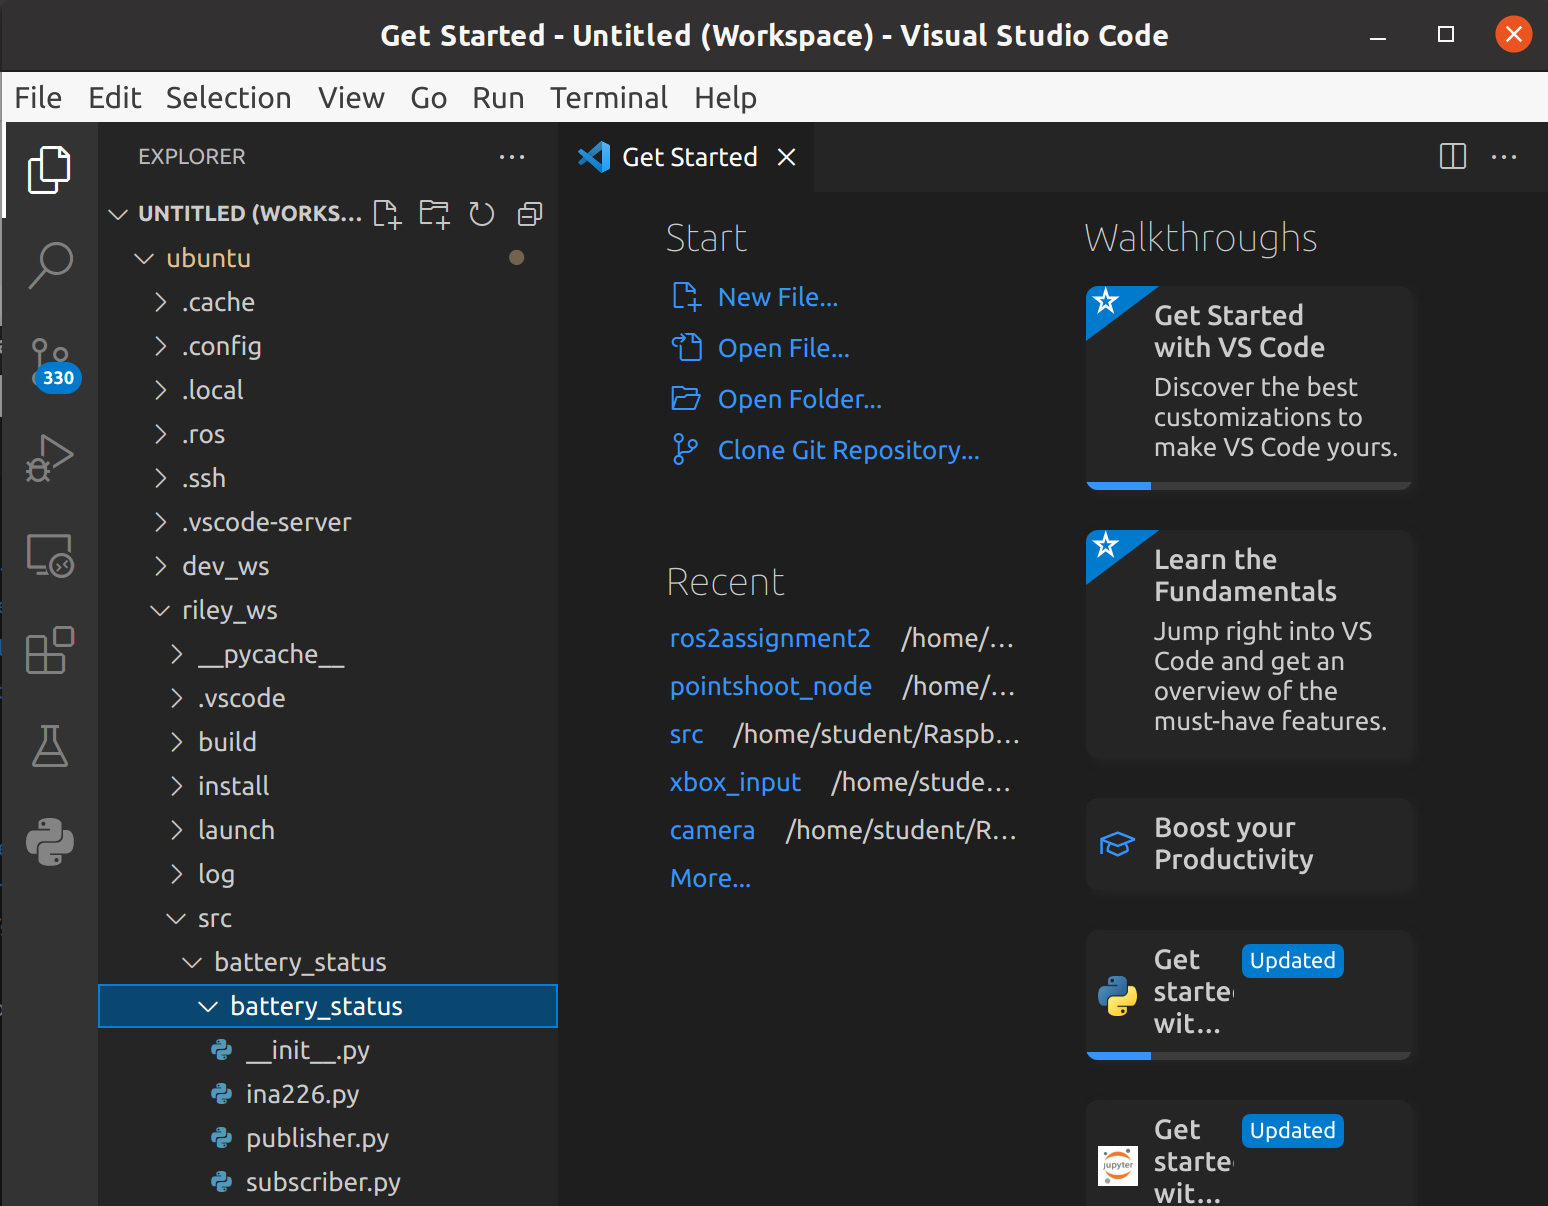 Get Started - Untitled (Workspace) - Visual Studio Code
File Edit Selection View Go Run Terminal Help
EXPLORER
UNTITLED (WORKS...
ubuntu
.cache
.config
.local
.ros
.ssh
.vscode-server
dev_ws
riley_ws
__pycache__
.vscode
build
install
launch
log
src
battery_status
battery_status
__init__.py
ina226.py
publisher.py
subscriber.py
330
Get Started
Start
New File...
Open File...
Open Folder...
Clone Git Repository...
Recent
ros2assignment2 /home/...
pointshoot_node /home/...
src /home/student/Raspb...
xbox_input /home/stude...
camera /home/student/R...
More...
Walkthroughs
Get Started
with VS Code
Discover the best
customizations to
make VS Code yours.
Learn the
Fundamentals
Jump right into VS
Code and get an
overview of the
must-have features.
Boost your
Productivity
Get Updated
starte
wit...
Get Updated
starte
wit...
jupyter